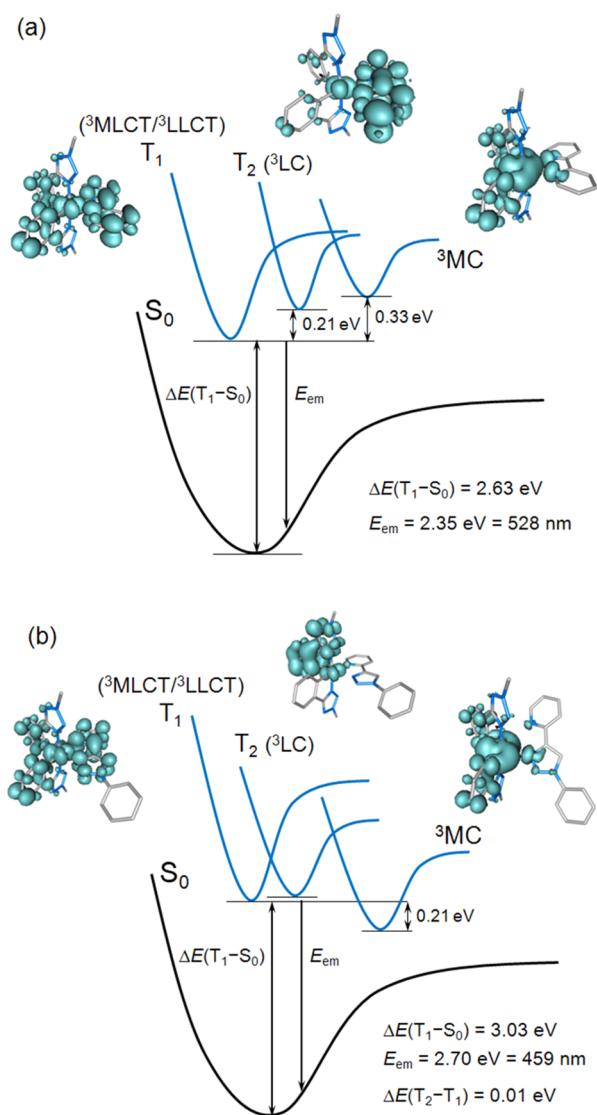 (a)
(³MLCT/³LLCT)
T₁
T₂ (³LC)
³MC
S₀
0.21 eV
0.33 eV
ΔE(T₁−S₀)
Eₑₘ
ΔE(T₁−S₀) = 2.63 eV
Eₑₘ = 2.35 eV = 528 nm
(b)
(³MLCT/³LLCT)
T₁
T₂ (³LC)
³MC
S₀
0.21 eV
ΔE(T₁−S₀)
Eₑₘ
ΔE(T₁−S₀) = 3.03 eV
Eₑₘ = 2.70 eV = 459 nm
ΔE(T₂−T₁) = 0.01 eV